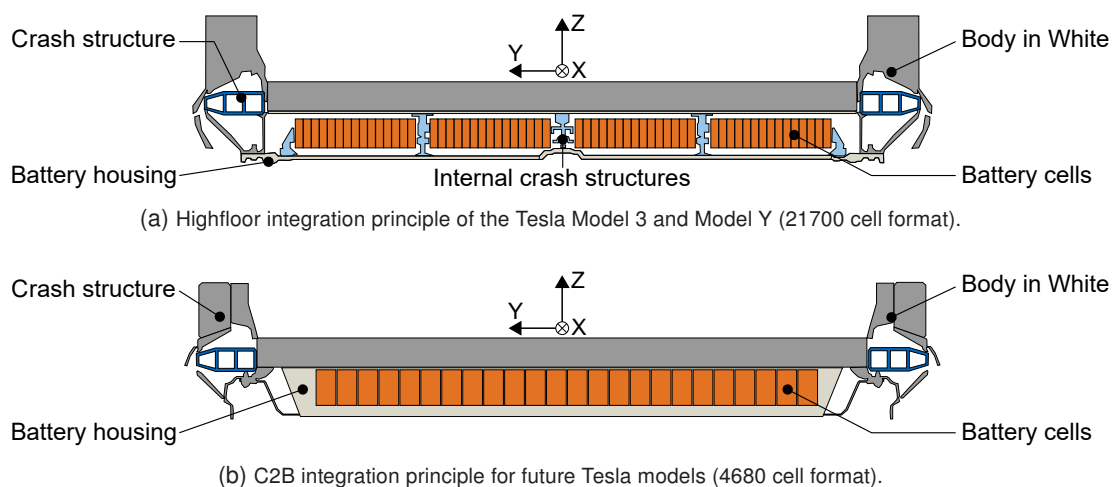 Crash structure
Z
Y
X
Body in White
Battery housing
Internal crash structures
Battery cells
(a) Highfloor integration principle of the Tesla Model 3 and Model Y (21700 cell format).
Crash structure
Z
Y
X
Body in White
Battery housing
Battery cells
(b) C2B integration principle for future Tesla models (4680 cell format).